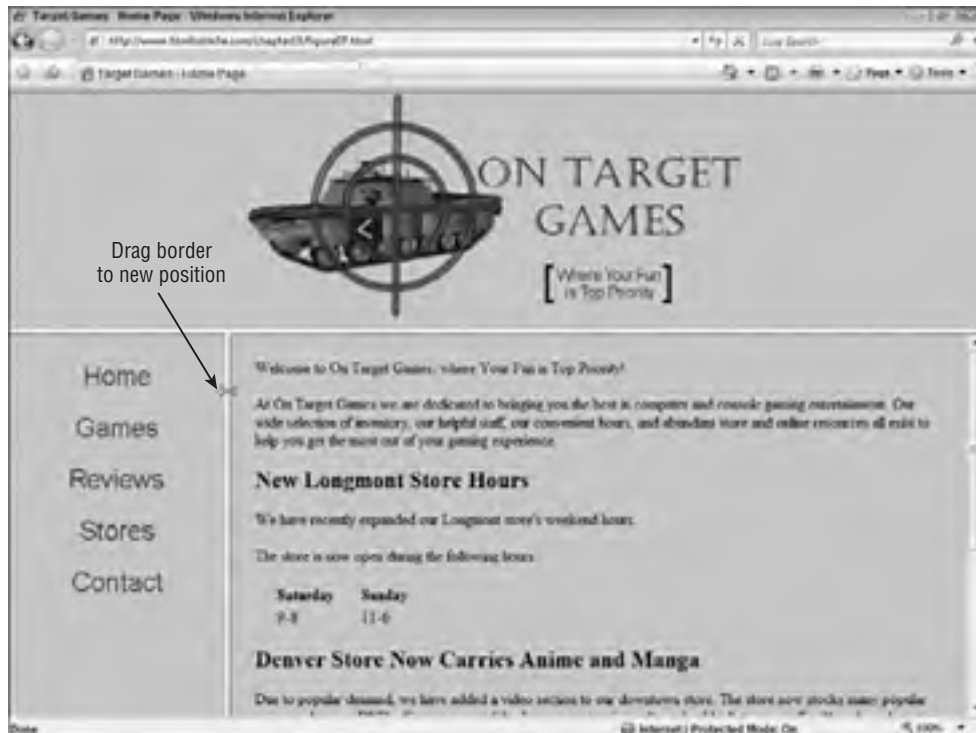 Target Games - Home Page - Windows Internet Explorer
Live Search
Target Games - Home Page
Page
Tools
ON TARGET
GAMES
[Where Your Fun
is Top Priority]
Drag border
to new position
Home
Games
Reviews
Stores
Contact
Welcome to On Target Games, where Your Fun is Top Priority!
At On Target Games we are dedicated to bringing you the best in computer and console gaming entertainment. Our
wide selection of inventory, our helpful staff, our convenient hours, and abundant store and online resources all exist to
help you get the most out of your gaming experience.
New Longmont Store Hours
We have recently expanded our Longmont store's weekend hours.
The store is now open during the following hours
Saturday Sunday
9-8 11-6
Denver Store Now Carries Anime and Manga
Due to popular demand, we have added a video section to our downtown store. The store now stocks many popular
Done
Internet | Protected Mode: On
100%